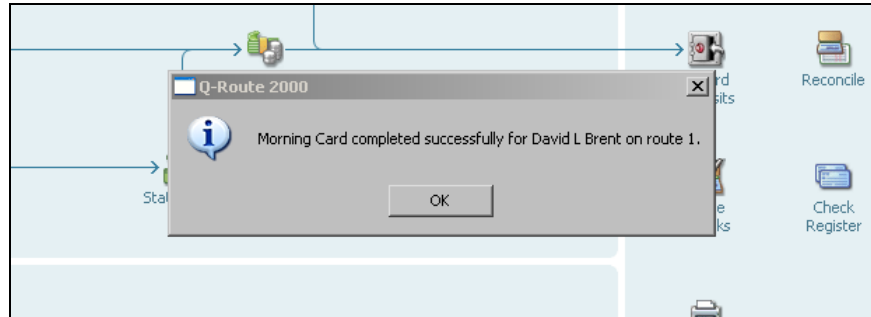 Q-Route 2000
Morning Card completed successfully for David L Brent on route 1.
OK
Reconcile
Check
Register